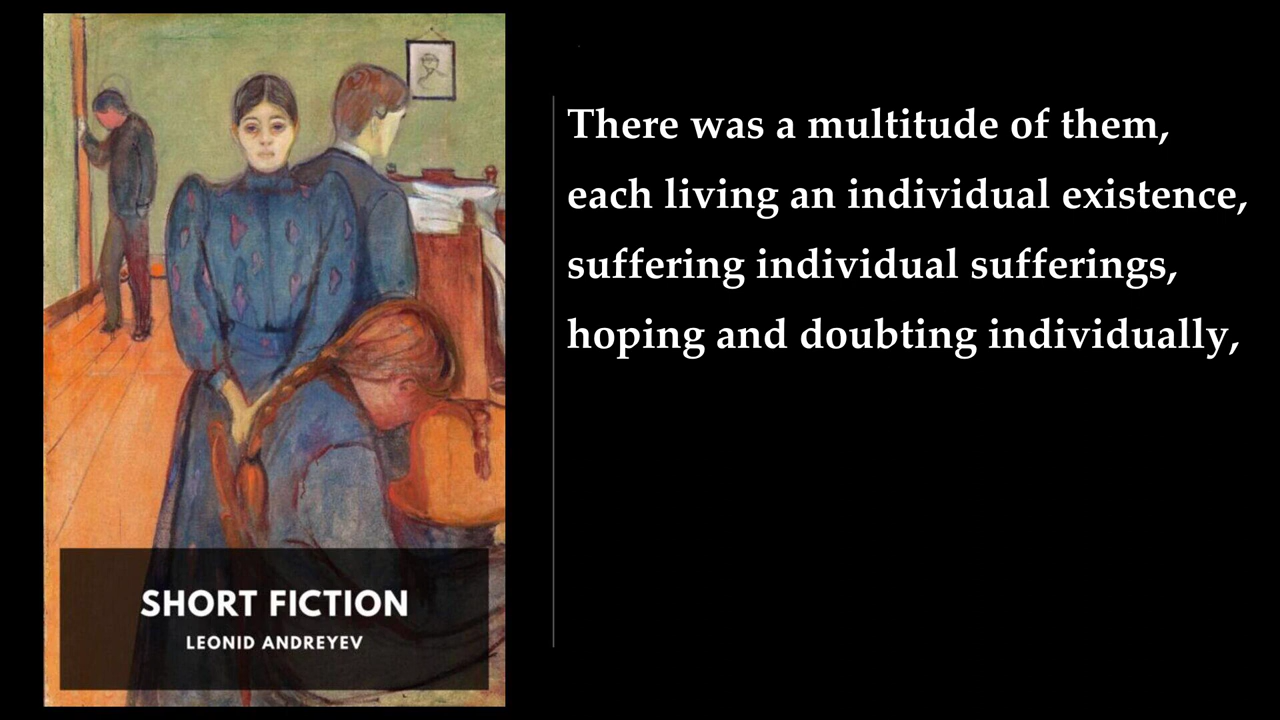 SHORT FICTION
LEONID ANDREYEV
There was a multitude of them,
each living an individual existence,
suffering individual sufferings,
hoping and doubting individually,